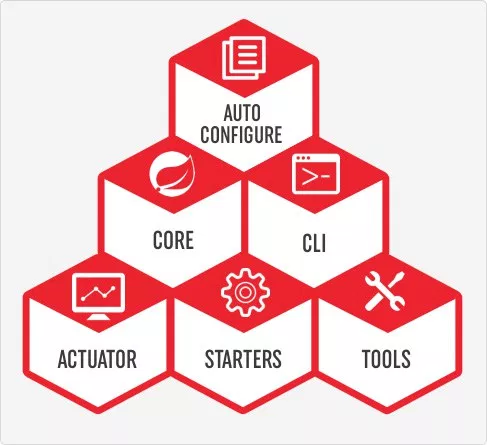 AUTO
CONFIGURE
CORE
CLI
ACTUATOR
STARTERS
TOOLS